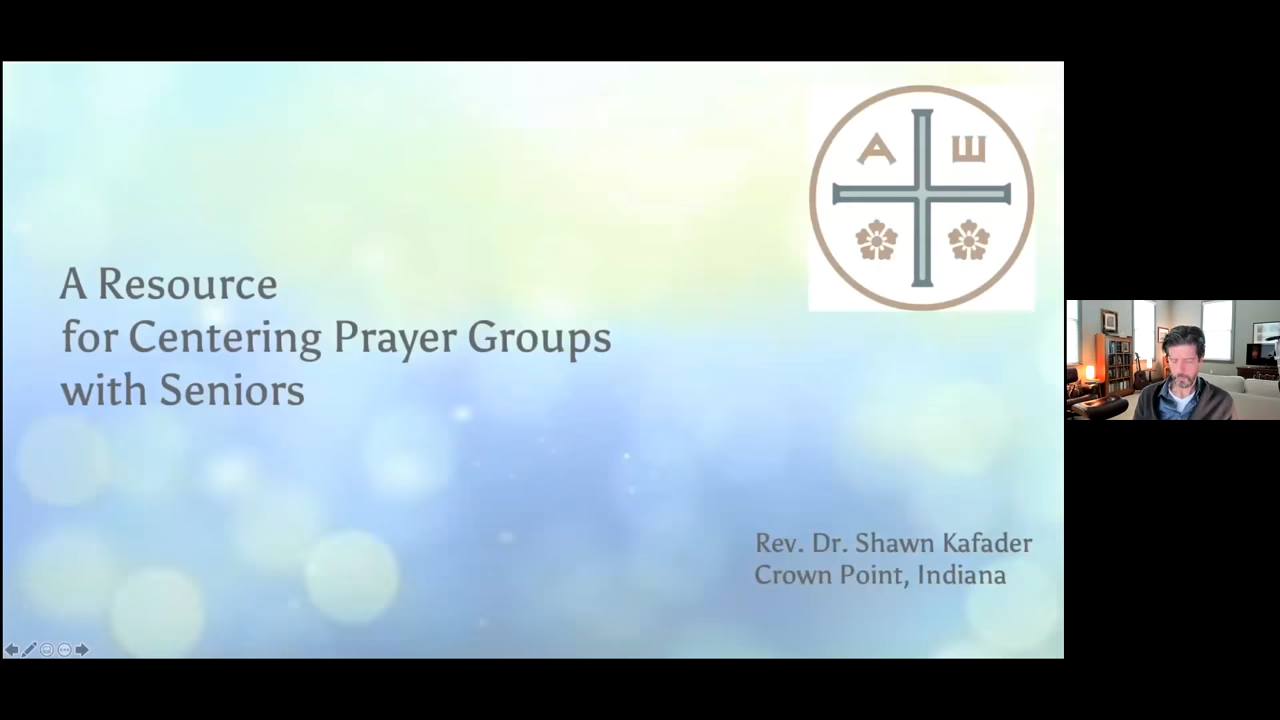 A Ш
A Resource
for Centering Prayer Groups
with Seniors
Rev. Dr. Shawn Kafader
Crown Point, Indiana